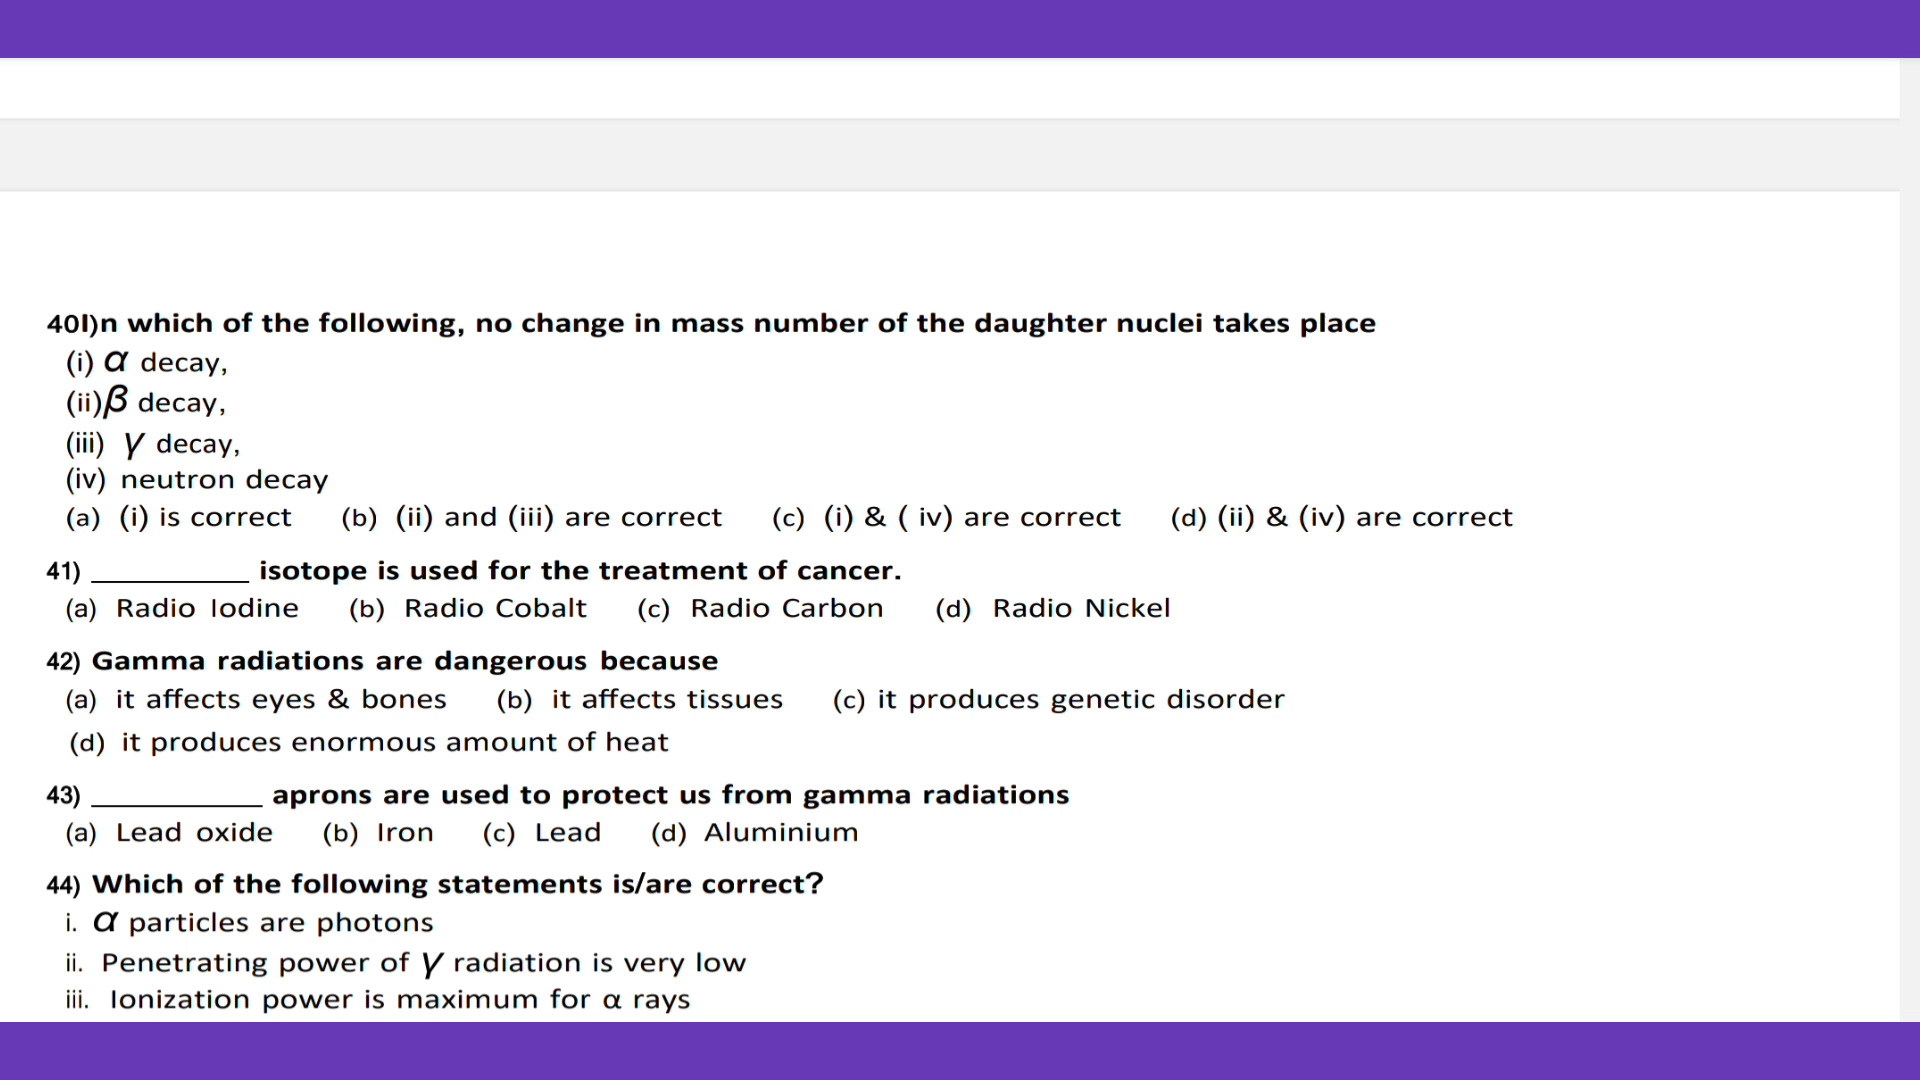 40I)n which of the following, no change in mass number of the daughter nuclei takes place
(i) α decay,
(ii)β decay,
(iii) γ decay,
(iv) neutron decay
(a) (i) is correct (b) (ii) and (iii) are correct (c) (i) & ( iv) are correct (d) (ii) & (iv) are correct
41) __________ isotope is used for the treatment of cancer.
(a) Radio Iodine (b) Radio Cobalt (c) Radio Carbon (d) Radio Nickel
42) Gamma radiations are dangerous because
(a) it affects eyes & bones (b) it affects tissues (c) it produces genetic disorder
(d) it produces enormous amount of heat
43) ___________ aprons are used to protect us from gamma radiations
(a) Lead oxide (b) Iron (c) Lead (d) Aluminium
44) Which of the following statements is/are correct?
i. α particles are photons
ii. Penetrating power of γ radiation is very low
iii. Ionization power is maximum for α rays